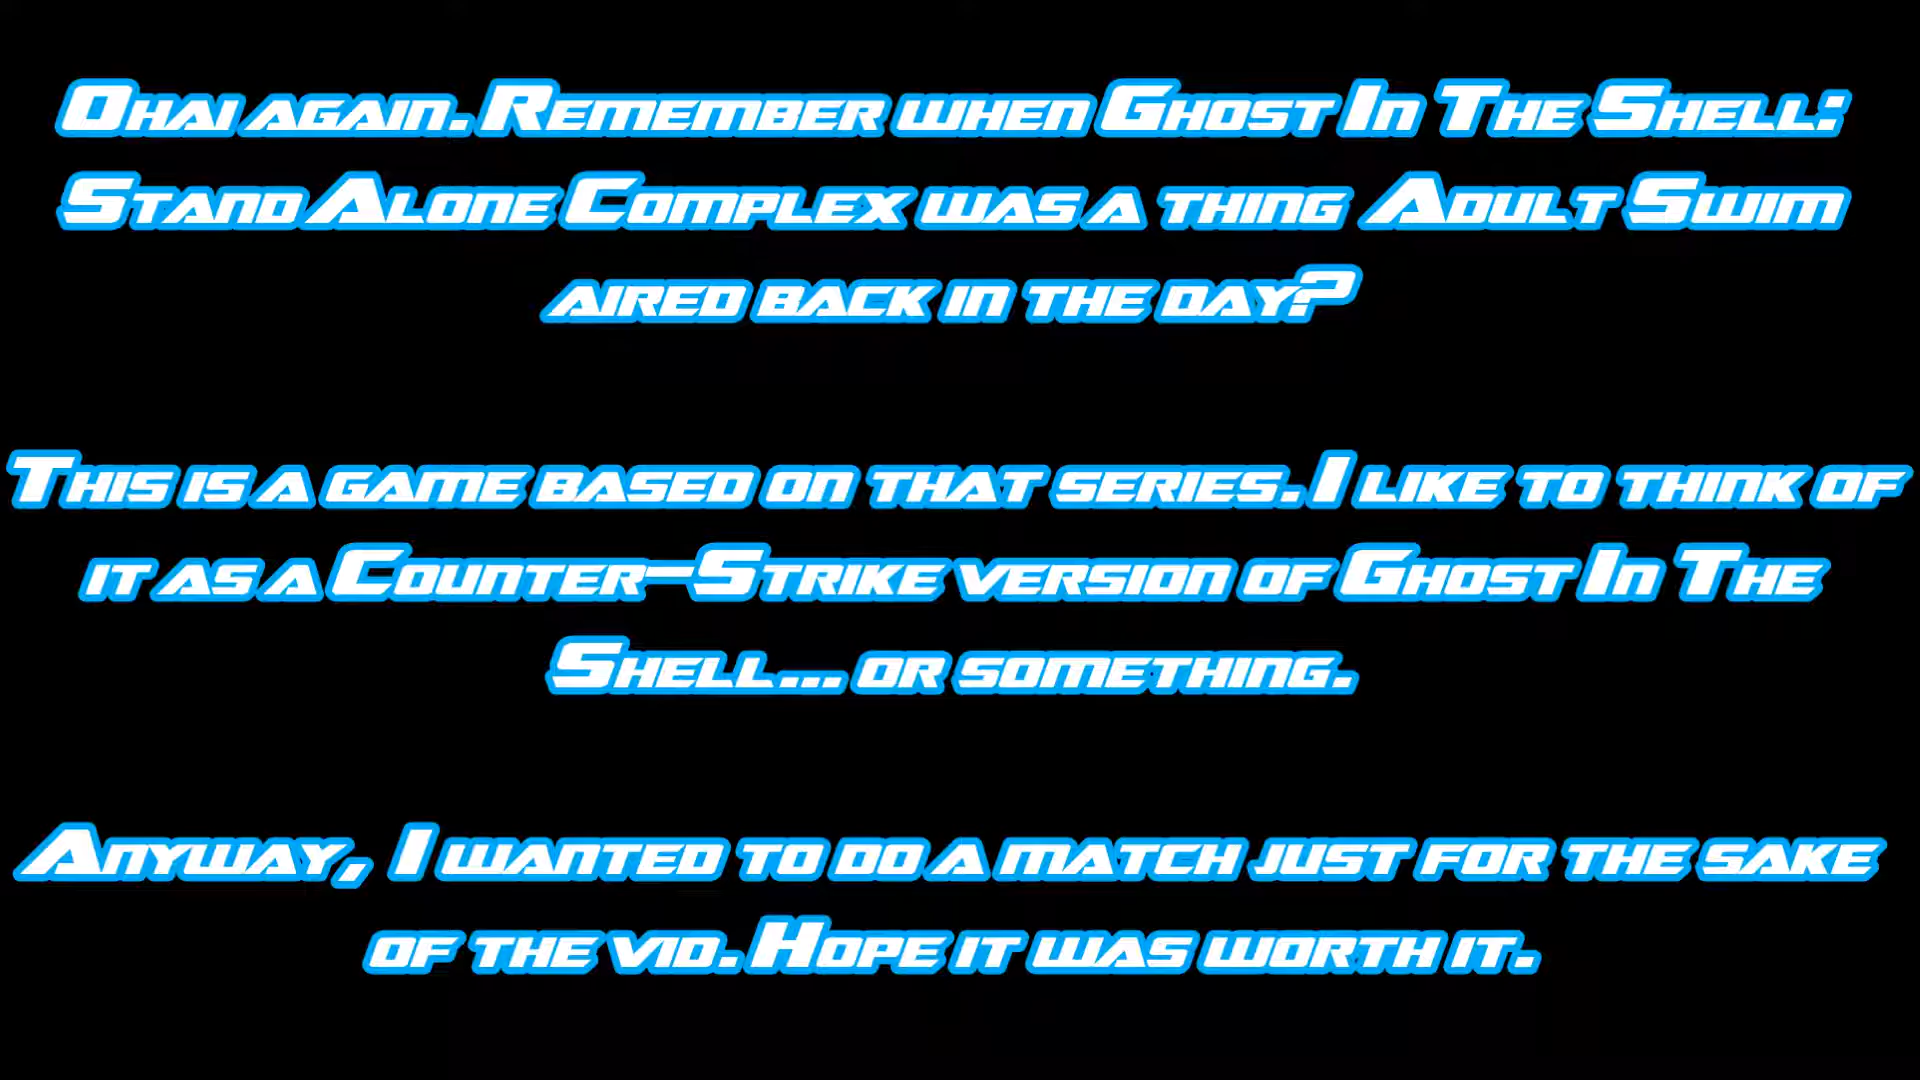 Ohai again. Remember when Ghost In The Shell:
Stand Alone Complex was a thing Adult Swim
aired back in the day?
This is a game based on that series. I like to think of
it as a Counter-Strike version of Ghost In The
Shell... or something.
Anyway, I wanted to do a match just for the sake
of the vid. Hope it was worth it.